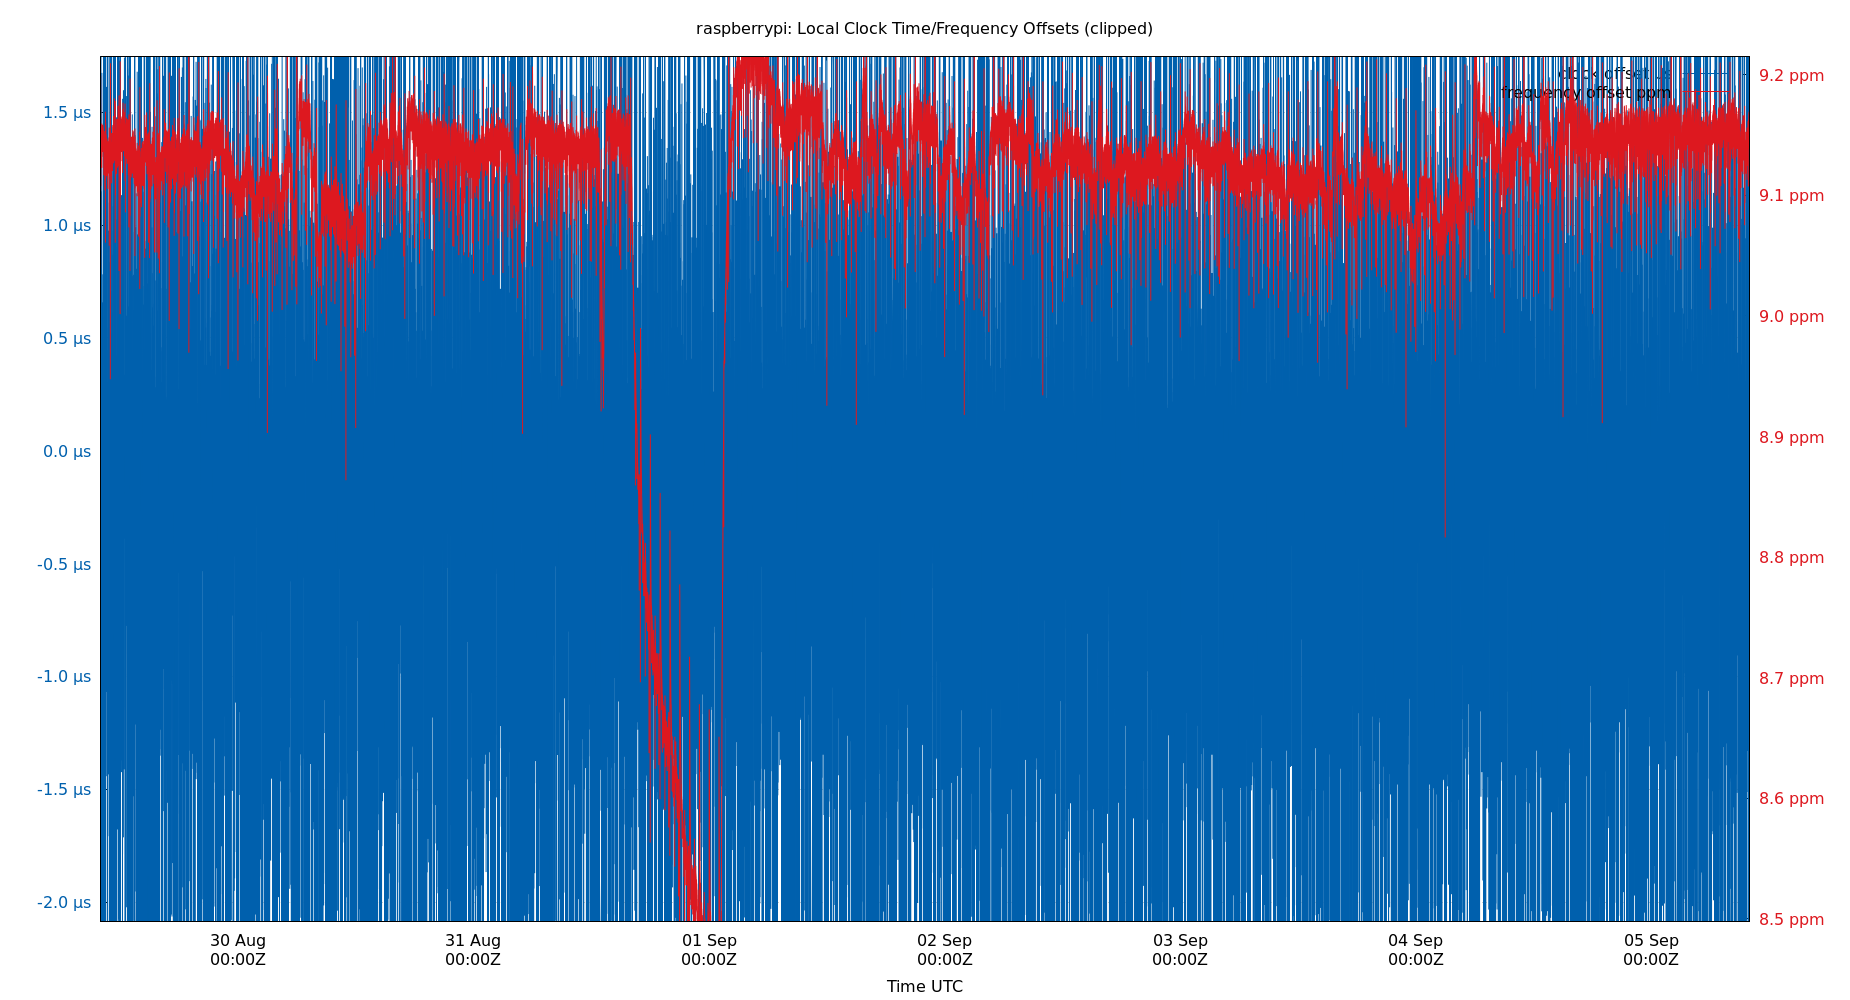 raspberrypi: Local Clock Time/Frequency Offsets (clipped)
clock offset µs
frequency offset ppm
1.5 µs
1.0 µs
0.5 µs
0.0 µs
-0.5 µs
-1.0 µs
-1.5 µs
-2.0 µs
9.2 ppm
9.1 ppm
9.0 ppm
8.9 ppm
8.8 ppm
8.7 ppm
8.6 ppm
8.5 ppm
30 Aug 31 Aug 01 Sep 02 Sep 03 Sep 04 Sep 05 Sep
00:00Z 00:00Z 00:00Z 00:00Z 00:00Z 00:00Z 00:00Z
Time UTC